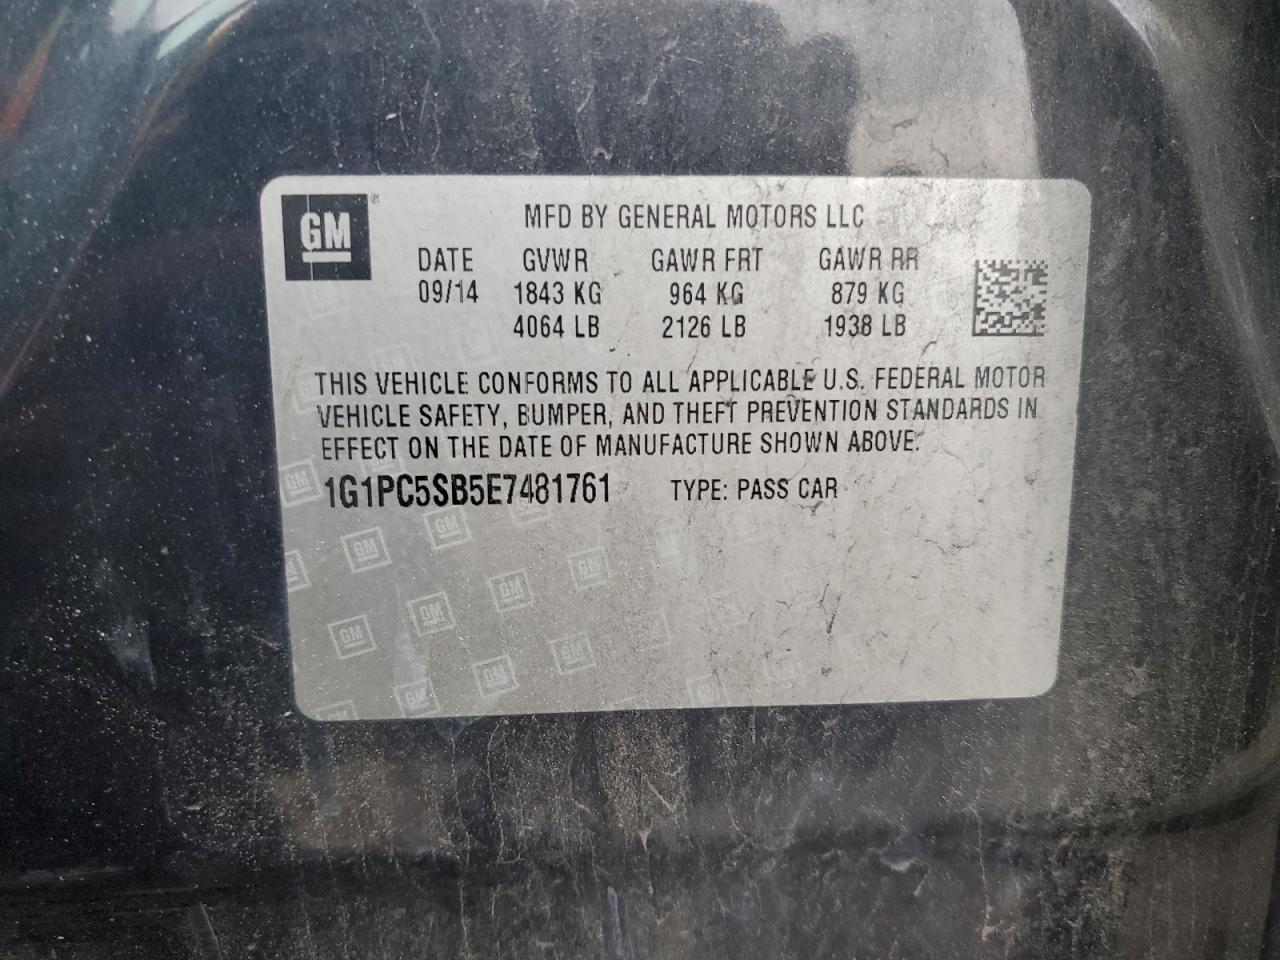 GM
MFD BY GENERAL MOTORS LLC
DATE GVWR GAWR FRT GAWR RR
09/14 1843 KG 964 KG 879 KG
4064 LB 2126 LB 1938 LB
THIS VEHICLE CONFORMS TO ALL APPLICABLE U.S. FEDERAL MOTOR
VEHICLE SAFETY, BUMPER, AND THEFT PREVENTION STANDARDS IN
EFFECT ON THE DATE OF MANUFACTURE SHOWN ABOVE.
1G1PC5SB5E7481761 TYPE: PASS CAR